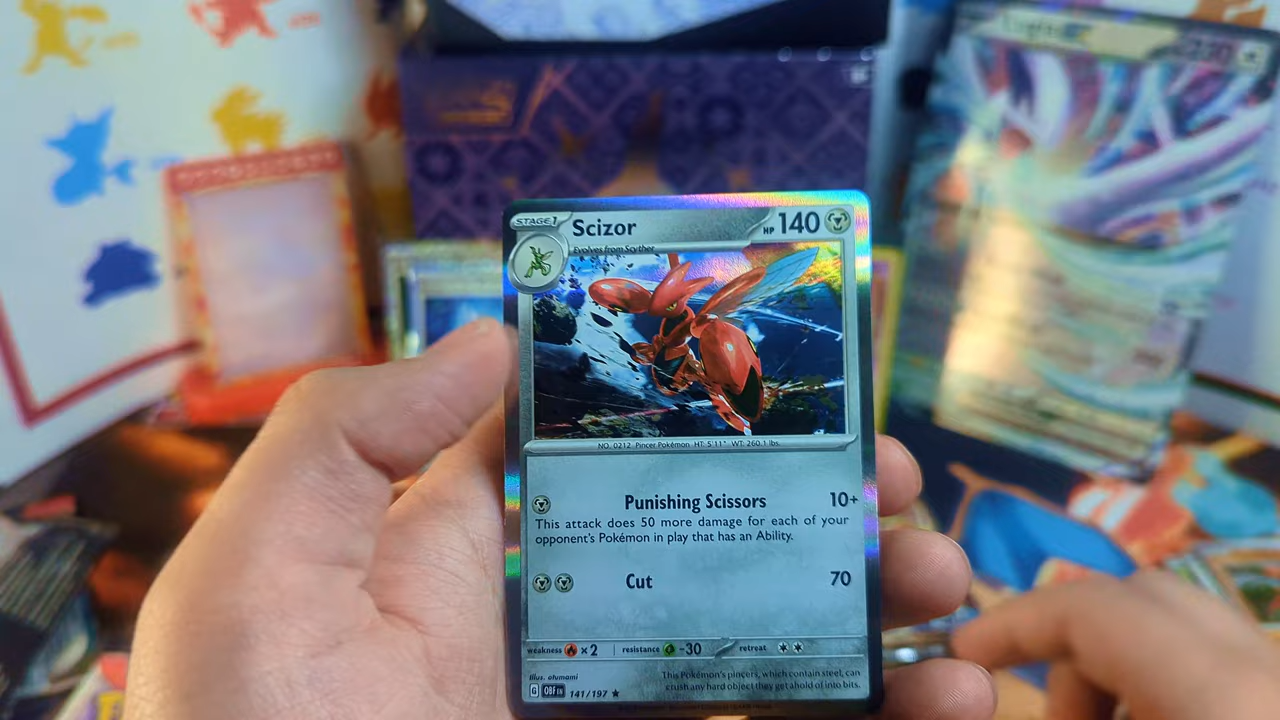 STAGE 1 Scizor HP 140
Evolves from Scyther
NO. 0212 Pincer Pokémon HT: 5'11" WT: 260.1 lbs.
Punishing Scissors 10+
This attack does 50 more damage for each of your
opponent's Pokémon in play that has an Ability.
Cut 70
weakness ×2 resistance -30 retreat
Illus. otumami
This Pokémon's pincers, which contain steel, can
crush any hard object they get ahold of into bits.
G OBF EN 141/197 ★